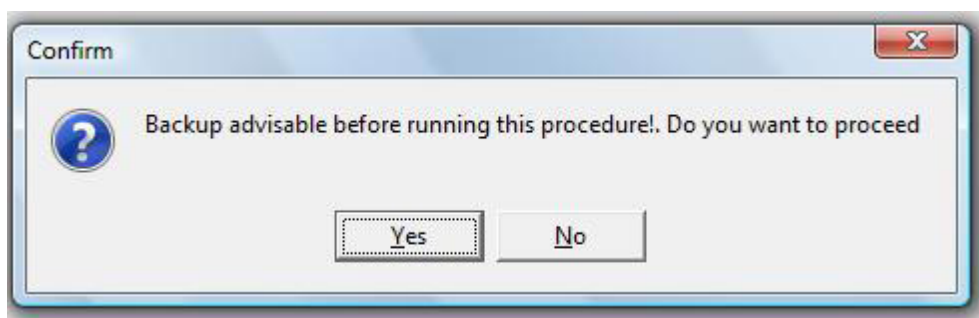 Confirm
Backup advisable before running this procedure!. Do you want to proceed
Yes
No